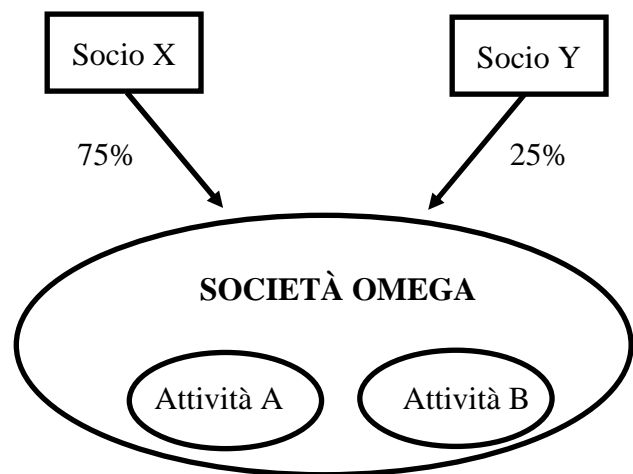 Socio X
Socio Y
75%
25%
SOCIETÀ OMEGA
Attività A
Attività B